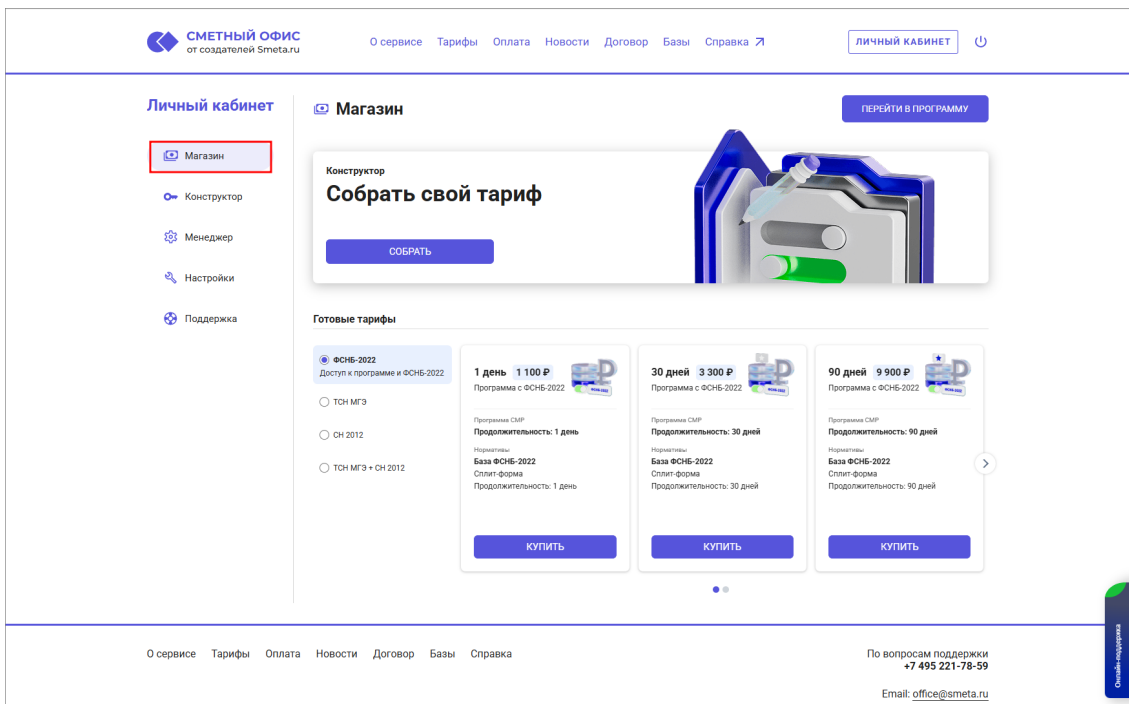 СМЕТНЫЙ ОФИС
от создателей Smeta.ru
О сервисе Тарифы Оплата Новости Договор Базы Справка
ЛИЧНЫЙ КАБИНЕТ
Личный кабинет
Магазин
Конструктор
Менеджер
Настройки
Поддержка
Магазин
ПЕРЕЙТИ В ПРОГРАММУ
Конструктор
Собрать свой тариф
СОБРАТЬ
Готовые тарифы
ФСНБ-2022
Доступ к программе и ФСНБ-2022
ТСН МГЭ
СН 2012
ТСН МГЭ + СН 2012
1 день 1 100 ₽
Программа с ФСНБ-2022
Программа СМР
Продолжительность: 1 день
Нормативы
База ФСНБ-2022
Сплит-форма
Продолжительность: 1 день
КУПИТЬ
30 дней 3 300 ₽
Программа с ФСНБ-2022
Программа СМР
Продолжительность: 30 дней
Нормативы
База ФСНБ-2022
Сплит-форма
Продолжительность: 30 дней
КУПИТЬ
90 дней 9 900 ₽
Программа с ФСНБ-2022
Программа СМР
Продолжительность: 90 дней
Нормативы
База ФСНБ-2022
Сплит-форма
Продолжительность: 90 дней
КУПИТЬ
Онлайн-поддержка
О сервисе Тарифы Оплата Новости Договор Базы Справка
По вопросам поддержки
+7 495 221-78-59
Email: office@smeta.ru